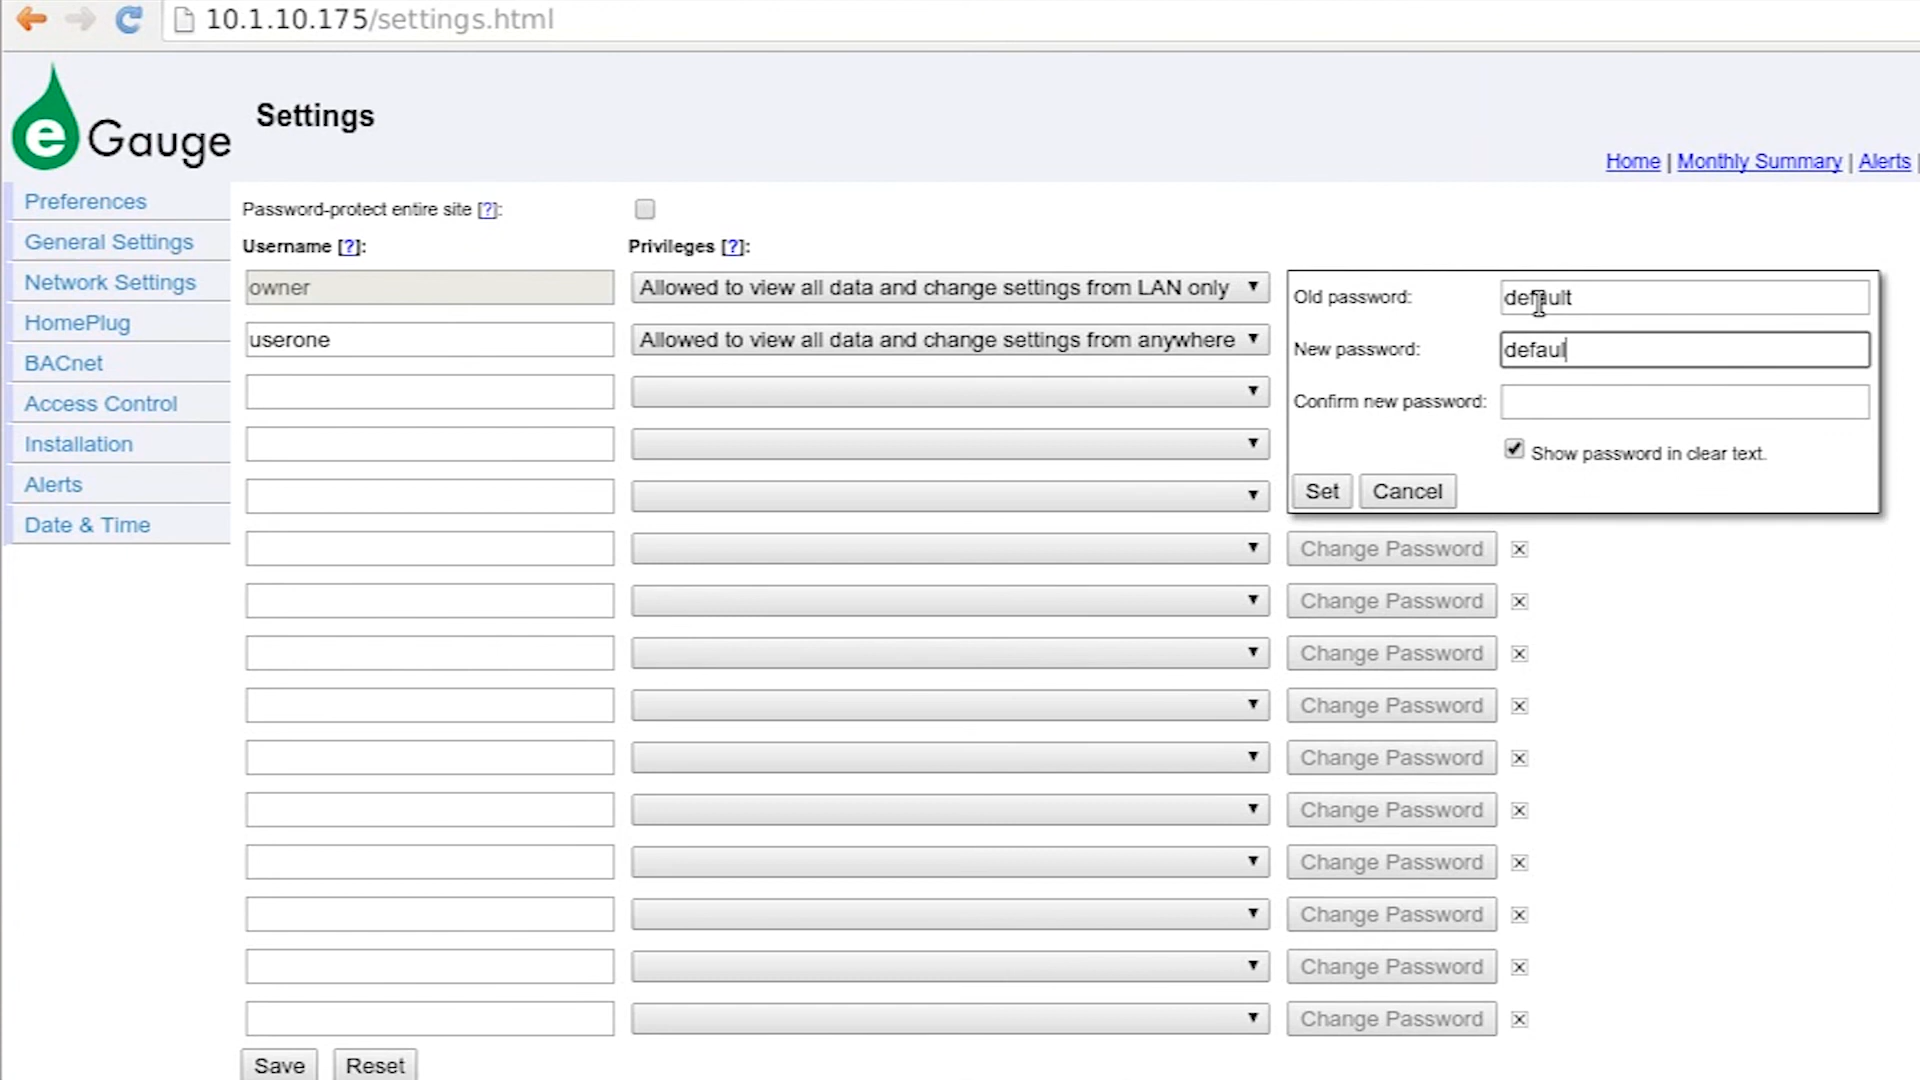 10.1.10.175/settings.html
e Gauge
Settings
Home | Monthly Summary | Alerts |
Preferences
General Settings
Network Settings
HomePlug
BACnet
Access Control
Installation
Alerts
Date & Time
Password-protect entire site [?]:
Username [?]: Privileges [?]:
owner Allowed to view all data and change settings from LAN only
userone Allowed to view all data and change settings from anywhere
Old password: default
New password: defaul
Confirm new password:
Show password in clear text.
Set Cancel
Change Password
Change Password
Change Password
Change Password
Change Password
Change Password
Change Password
Change Password
Change Password
Change Password
Save Reset